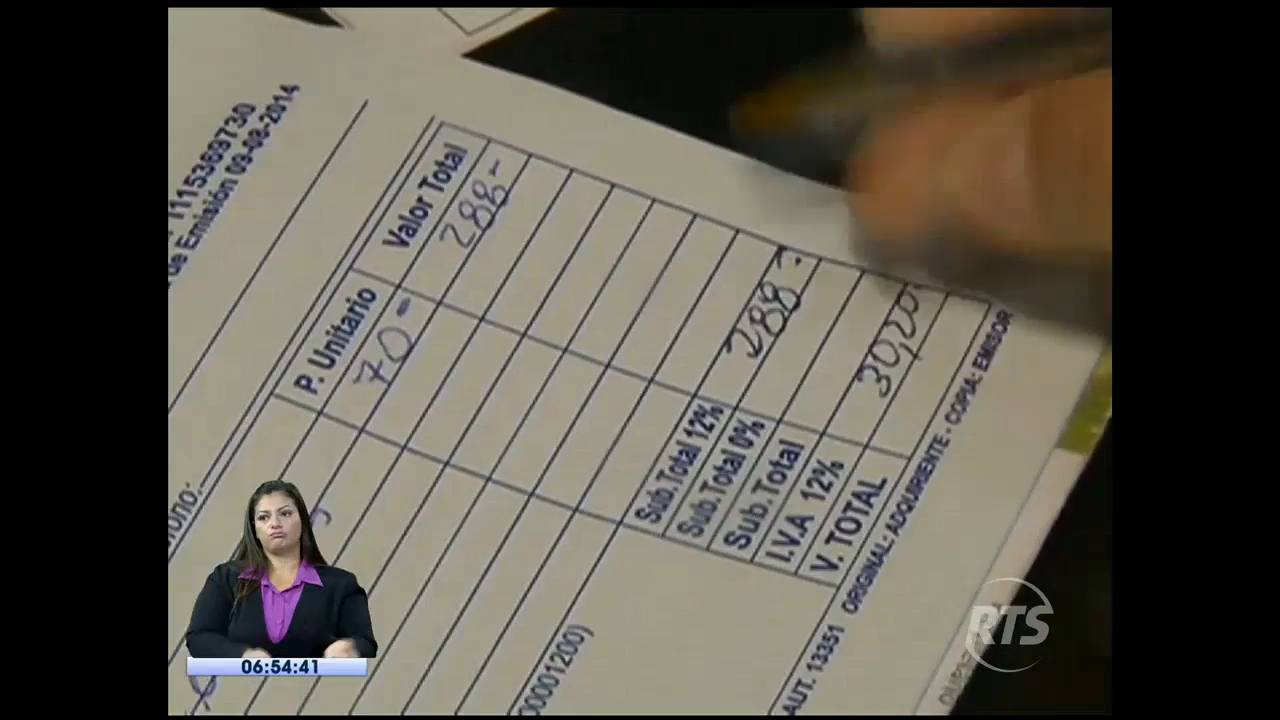 1115369730
de Emisión 09-08-2014
P. Unitario Valor Total
70 - 288 -
Sub.Total 12% 288 -
Sub.Total 0%
Sub.Total
I.V.A 12% 30,20
V. TOTAL
ORIGINAL: ADQUIRIENTE - COPIA: EMISOR
AUT. 13351
00001200)
06:54:41
RTS